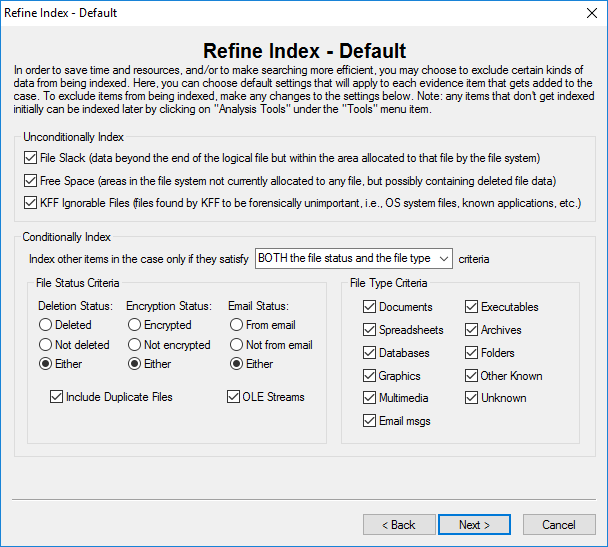 Refine Index - Default
Refine Index - Default
In order to save time and resources, and/or to make searching more efficient, you may choose to exclude certain kinds of
data from being indexed. Here, you can choose default settings that will apply to each evidence item that gets added to the
case. To exclude items from being indexed, make any changes to the settings below. Note: any items that don't get indexed
initially can be indexed later by clicking on "Analysis Tools" under the "Tools" menu item.
Unconditionally Index
File Slack (data beyond the end of the logical file but within the area allocated to that file by the file system)
Free Space (areas in the file system not currently allocated to any file, but possibly containing deleted file data)
KFF Ignorable Files (files found by KFF to be forensically unimportant, i.e., OS system files, known applications, etc.)
Conditionally Index
Index other items in the case only if they satisfy BOTH the file status and the file type criteria
File Status Criteria
Deletion Status: Encryption Status: Email Status:
Deleted Encrypted From email
Not deleted Not encrypted Not from email
Either Either Either
Include Duplicate Files OLE Streams
File Type Criteria
Documents Executables
Spreadsheets Archives
Databases Folders
Graphics Other Known
Multimedia Unknown
Email msgs
< Back Next > Cancel